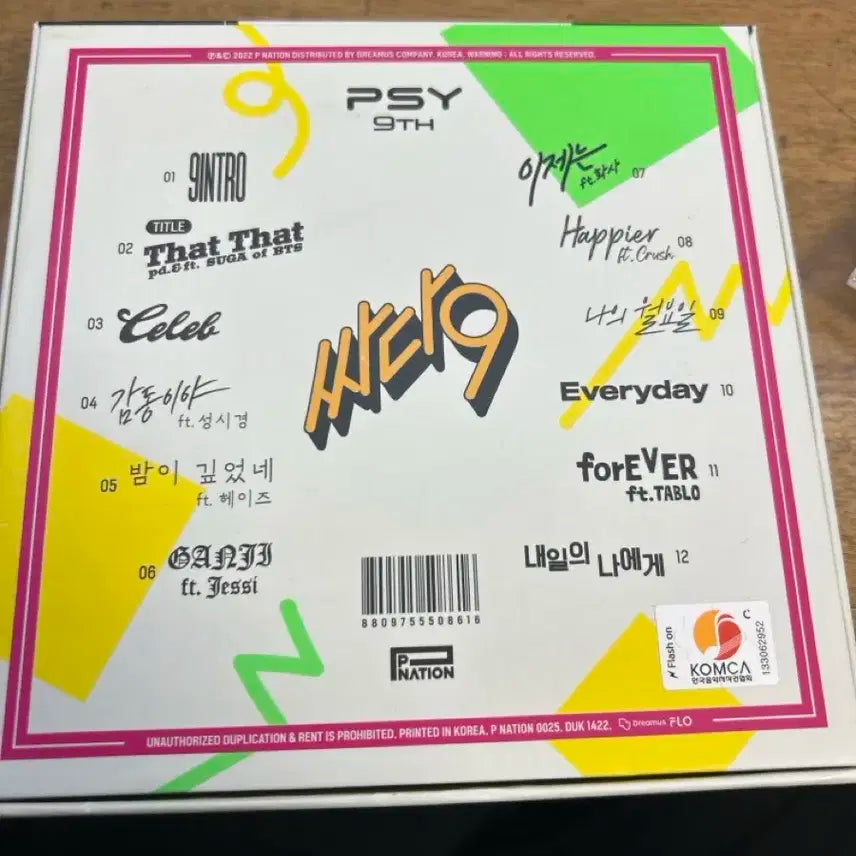 ℗&© 2022 P NATION DISTRIBUTED BY DREAMUS COMPANY, KOREA. WARNING : ALL RIGHTS RESERVED.
PSY
9TH
01 9INTRO
TITLE
02 That That
pd.&ft. SUGA of BTS
03 Celeb
04 감동이야
ft. 성시경
05 밤이 깊었네
ft. 헤이즈
06 GANJI
ft. Jessi
싸다9
이제는 07
ft. 화사
Happier 08
ft. Crush
나의 월요일 09
Everyday 10
forEVER 11
ft. TABLO
내일의 나에게 12
8809755508616
P NATION
Flash on
C
KOMCA
한국음악저작권협회
133062952
UNAUTHORIZED DUPLICATION & RENT IS PROHIBITED. PRINTED IN KOREA. P NATION 0025. DUK 1422. Dreamus FLO